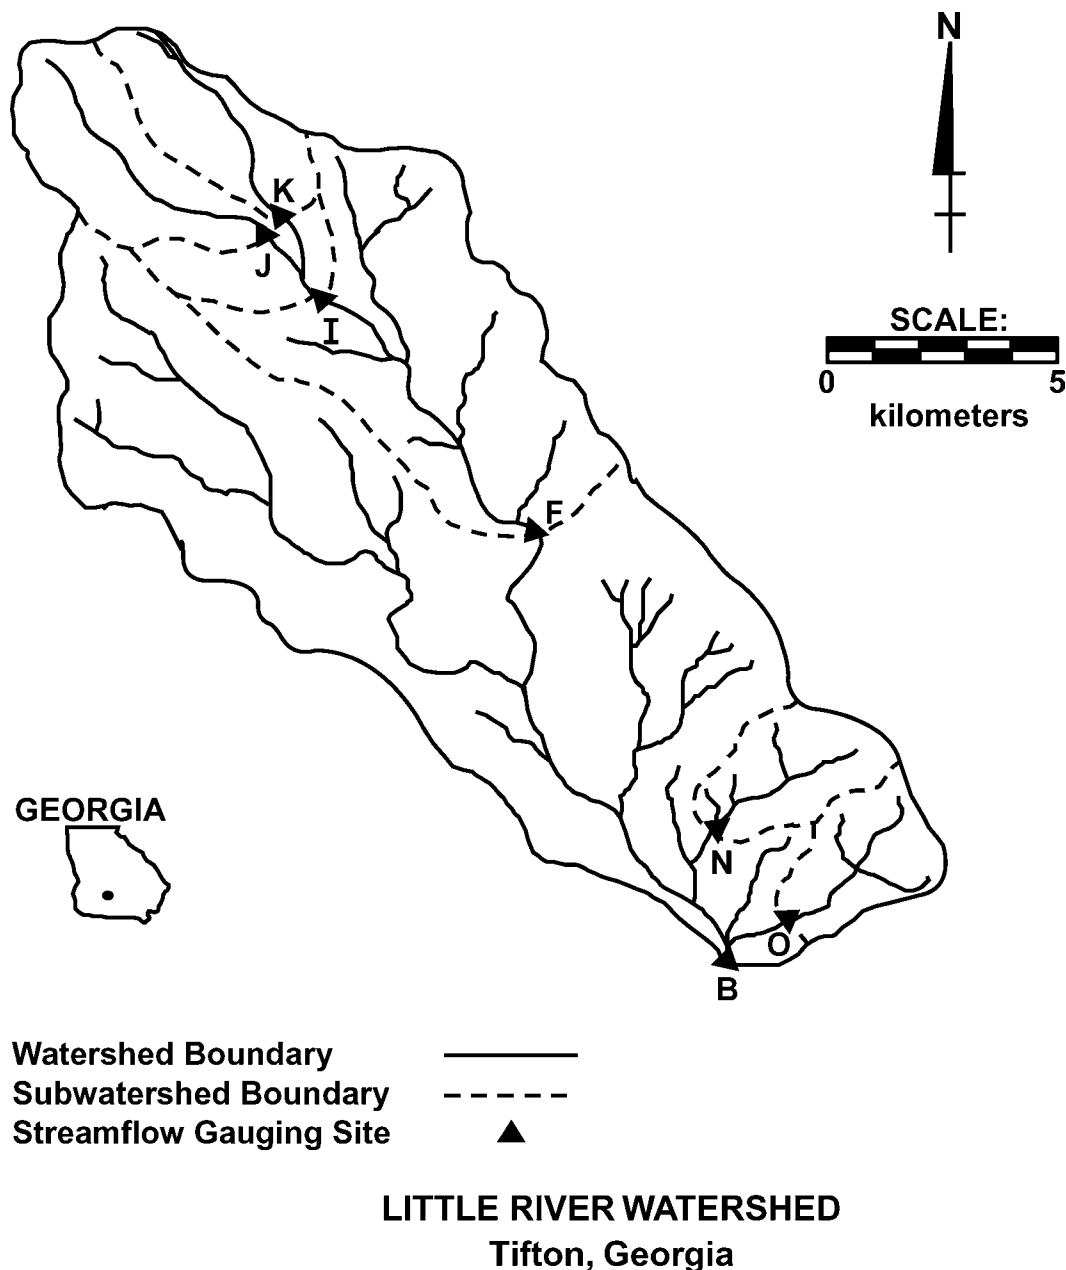 N
K
J
I
SCALE:
0 5
kilometers
F
GEORGIA
N
O
B
Watershed Boundary
Subwatershed Boundary
Streamflow Gauging Site
LITTLE RIVER WATERSHED
Tifton, Georgia